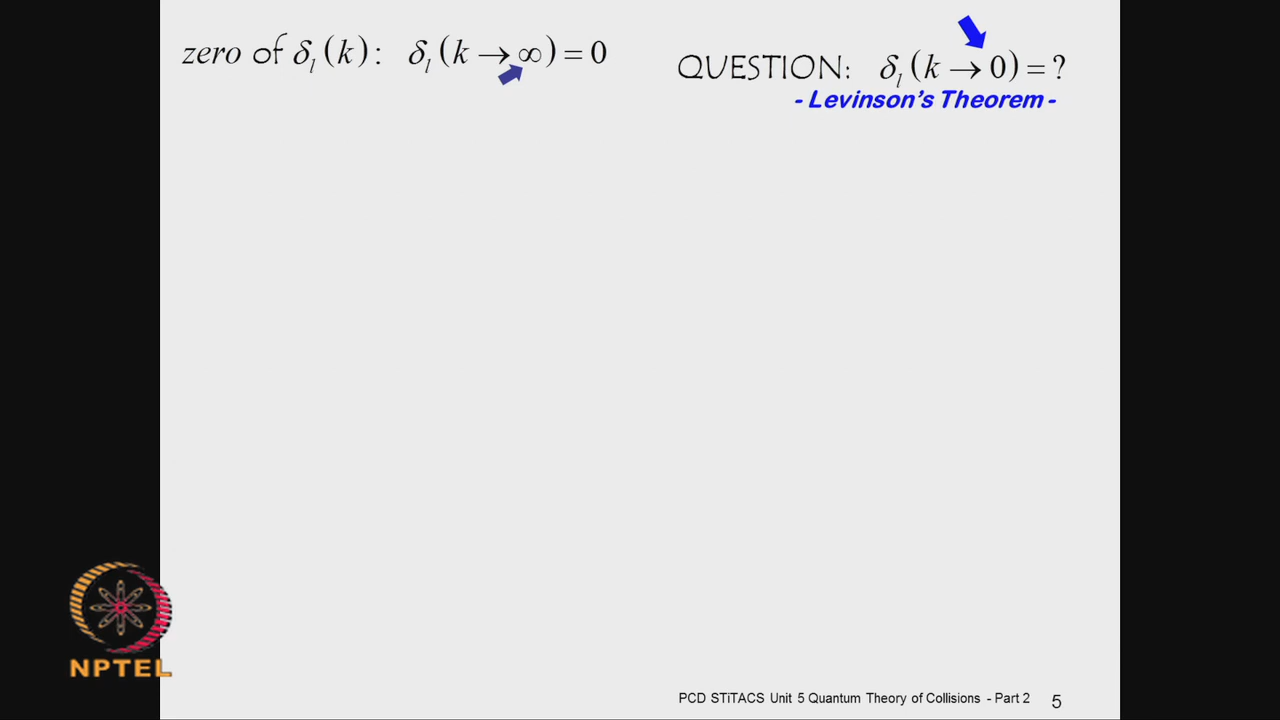 zero of δₗ(k): δₗ(k→∞)=0
QUESTION: δₗ(k→0)=?
- Levinson's Theorem -
NPTEL
PCD STiTACS Unit 5 Quantum Theory of Collisions - Part 2 5